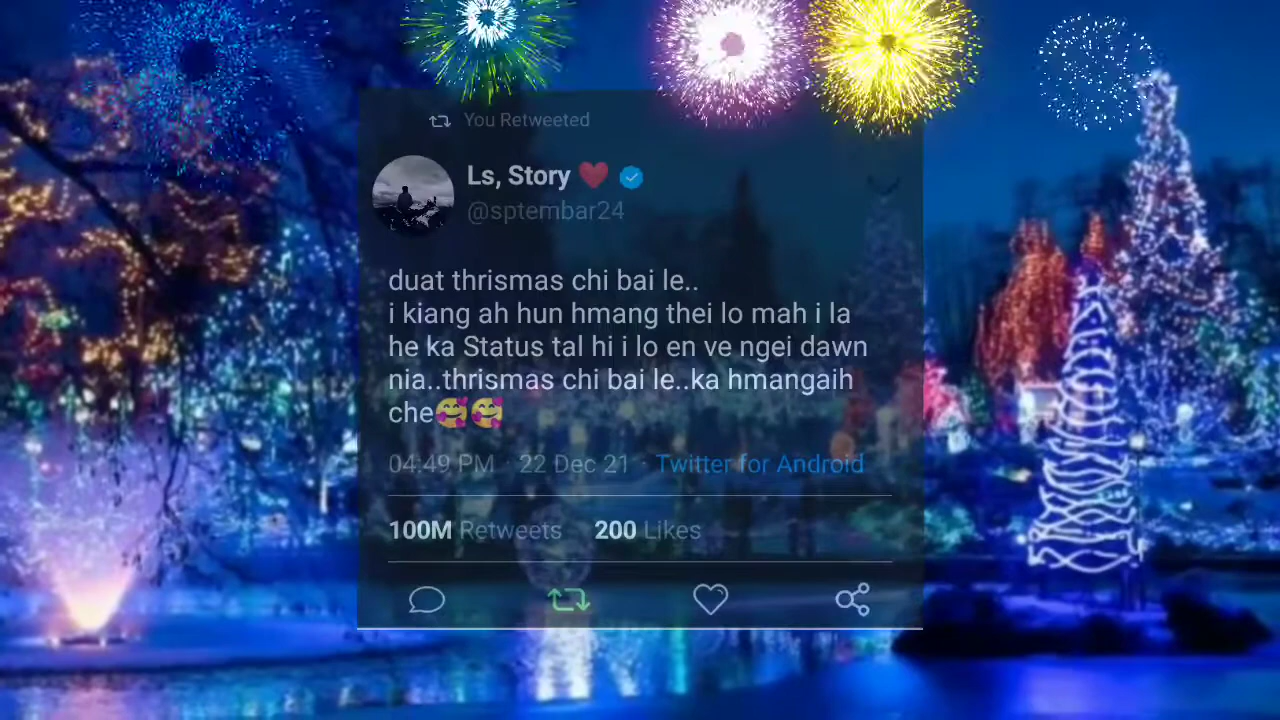 You Retweeted
Ls, Story ❤️
@sptembar24
duat thrismas chi bai le..
i kiang ah hun hmang thei lo mah i la
he ka Status tal hi i lo en ve ngei dawn
nia..thrismas chi bai le..ka hmangaih
che🥰🥰
04:49 PM · 22 Dec 21 · Twitter for Android
100M Retweets 200 Likes